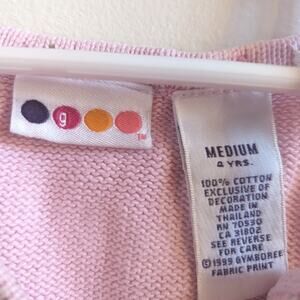 g
TM
MEDIUM
4 YRS.
100% COTTON
EXCLUSIVE OF
DECORATION
MADE IN
THAILAND
RN 70930
CA 31802
SEE REVERSE
FOR CARE
©1999 GYMBOREE
FABRIC PRINT